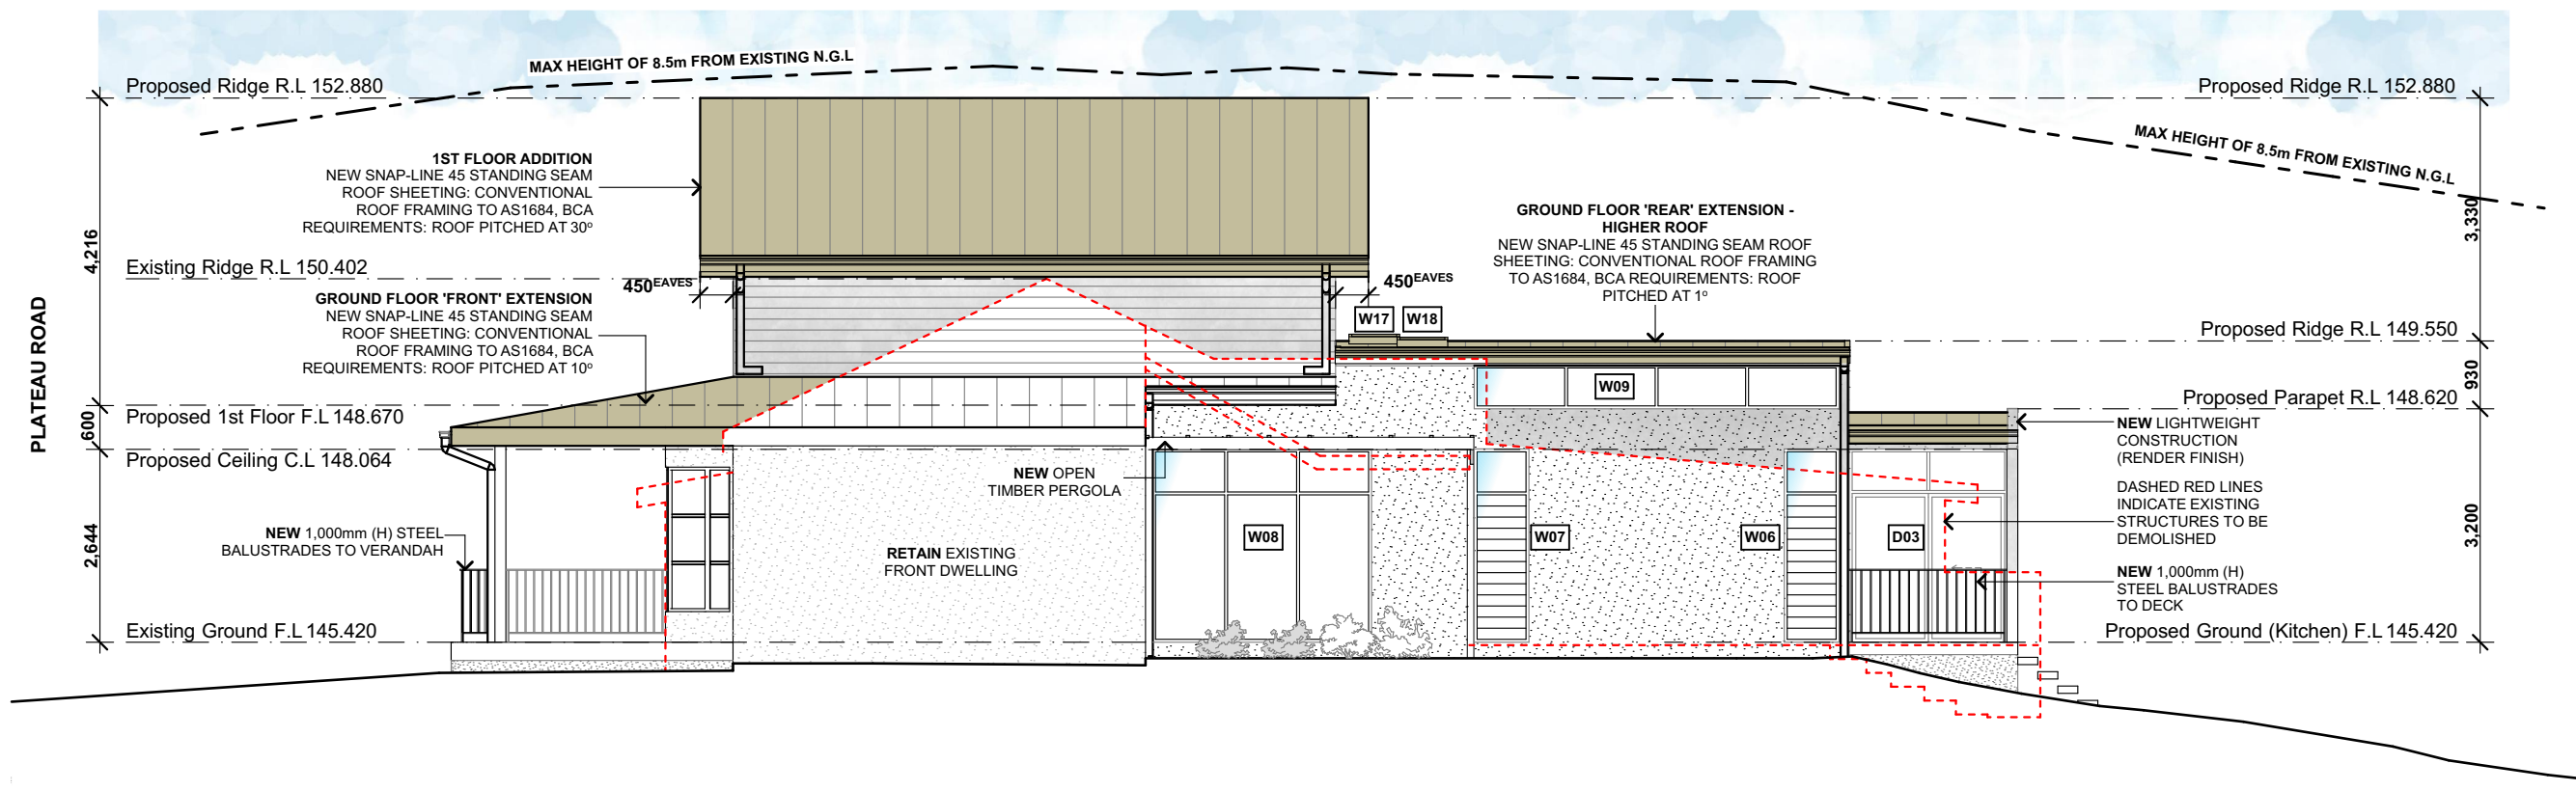 MAX HEIGHT OF 8.5m FROM EXISTING N.G.L
Proposed Ridge R.L 152.880
Proposed Ridge R.L 152.880
MAX HEIGHT OF 8.5m FROM EXISTING N.G.L
1ST FLOOR ADDITION
NEW SNAP-LINE 45 STANDING SEAM
ROOF SHEETING: CONVENTIONAL
ROOF FRAMING TO AS1684, BCA
REQUIREMENTS: ROOF PITCHED AT 30º
GROUND FLOOR 'REAR' EXTENSION -
HIGHER ROOF
NEW SNAP-LINE 45 STANDING SEAM ROOF
SHEETING: CONVENTIONAL ROOF FRAMING
TO AS1684, BCA REQUIREMENTS: ROOF
PITCHED AT 1º
4,216
3,330
Existing Ridge R.L 150.402
450 EAVES
450 EAVES
GROUND FLOOR 'FRONT' EXTENSION
NEW SNAP-LINE 45 STANDING SEAM
ROOF SHEETING: CONVENTIONAL
ROOF FRAMING TO AS1684, BCA
REQUIREMENTS: ROOF PITCHED AT 10º
W17
W18
Proposed Ridge R.L 149.550
PLATEAU ROAD
930
W09
Proposed Parapet R.L 148.620
Proposed 1st Floor F.L 148.670
600
Proposed Ceiling C.L 148.064
NEW LIGHTWEIGHT
CONSTRUCTION
(RENDER FINISH)
NEW OPEN
TIMBER PERGOLA
DASHED RED LINES
INDICATE EXISTING
STRUCTURES TO BE
DEMOLISHED
NEW 1,000mm (H) STEEL
BALUSTRADES TO VERANDAH
2,644
RETAIN EXISTING
FRONT DWELLING
W08
W07
W06
D03
3,200
NEW 1,000mm (H)
STEEL BALUSTRADES
TO DECK
Existing Ground F.L 145.420
Proposed Ground (Kitchen) F.L 145.420